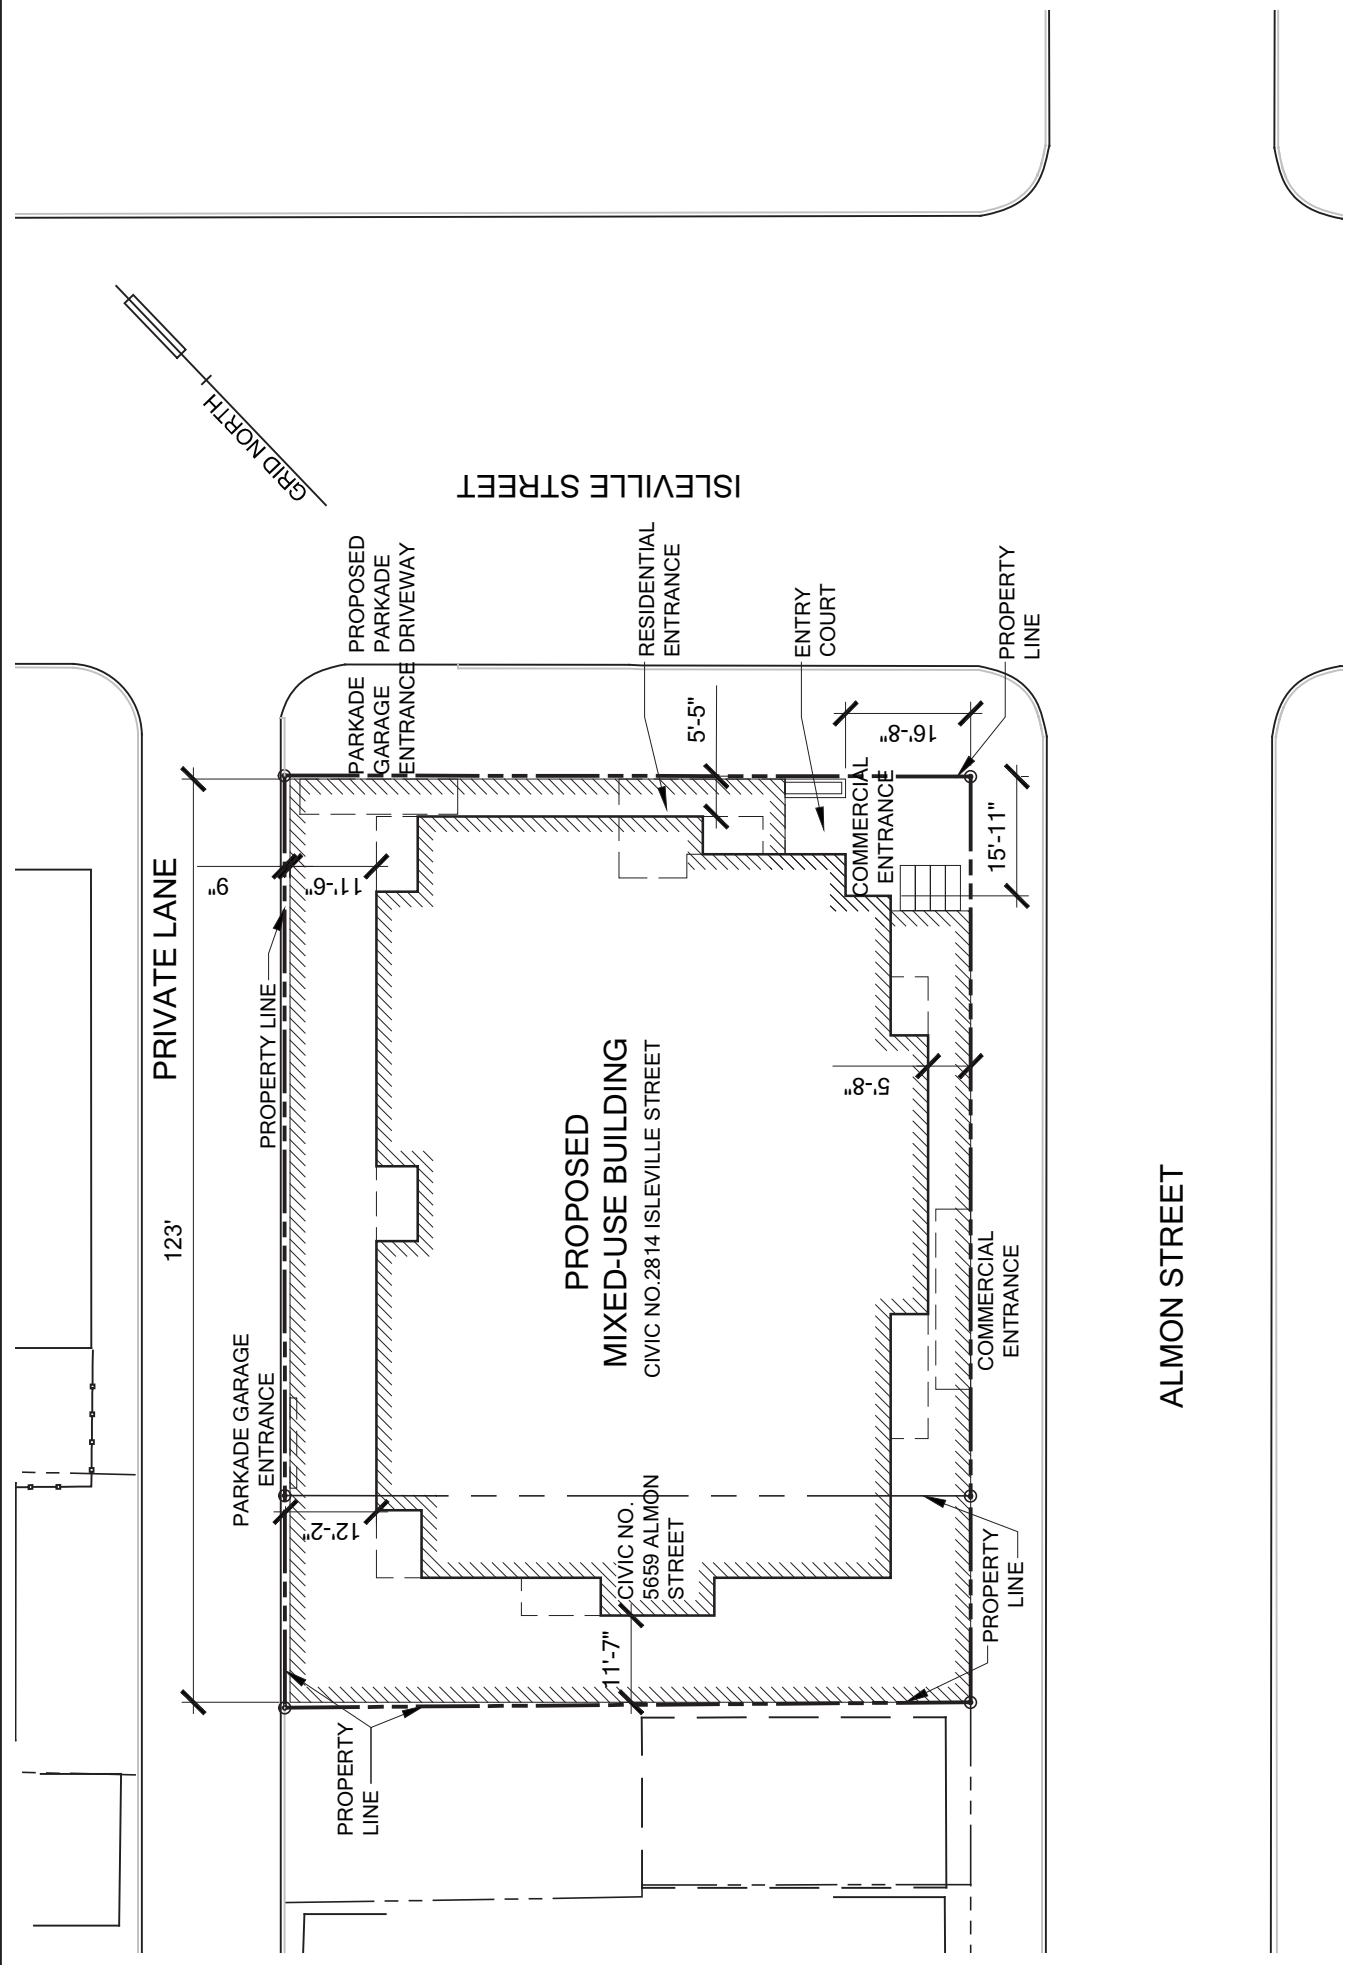 GRID NORTH
ISLEVILLE STREET
PROPOSED
PARKADE
DRIVEWAY
PARKADE
GARAGE
ENTRANCE
RESIDENTIAL
ENTRANCE
ENTRY
COURT
PROPERTY
LINE
5'-5"
16'-8"
COMMERCIAL
ENTRANCE
15'-11"
PRIVATE LANE
9"
11'-6"
PROPERTY LINE
123'
PROPOSED
MIXED-USE BUILDING
CIVIC NO.2814 ISLEVILLE STREET
5'-8"
COMMERCIAL
ENTRANCE
ALMON STREET
PARKADE GARAGE
ENTRANCE
12'-2"
CIVIC NO.
5659 ALMON
STREET
11'-7"
PROPERTY
LINE
PROPERTY
LINE